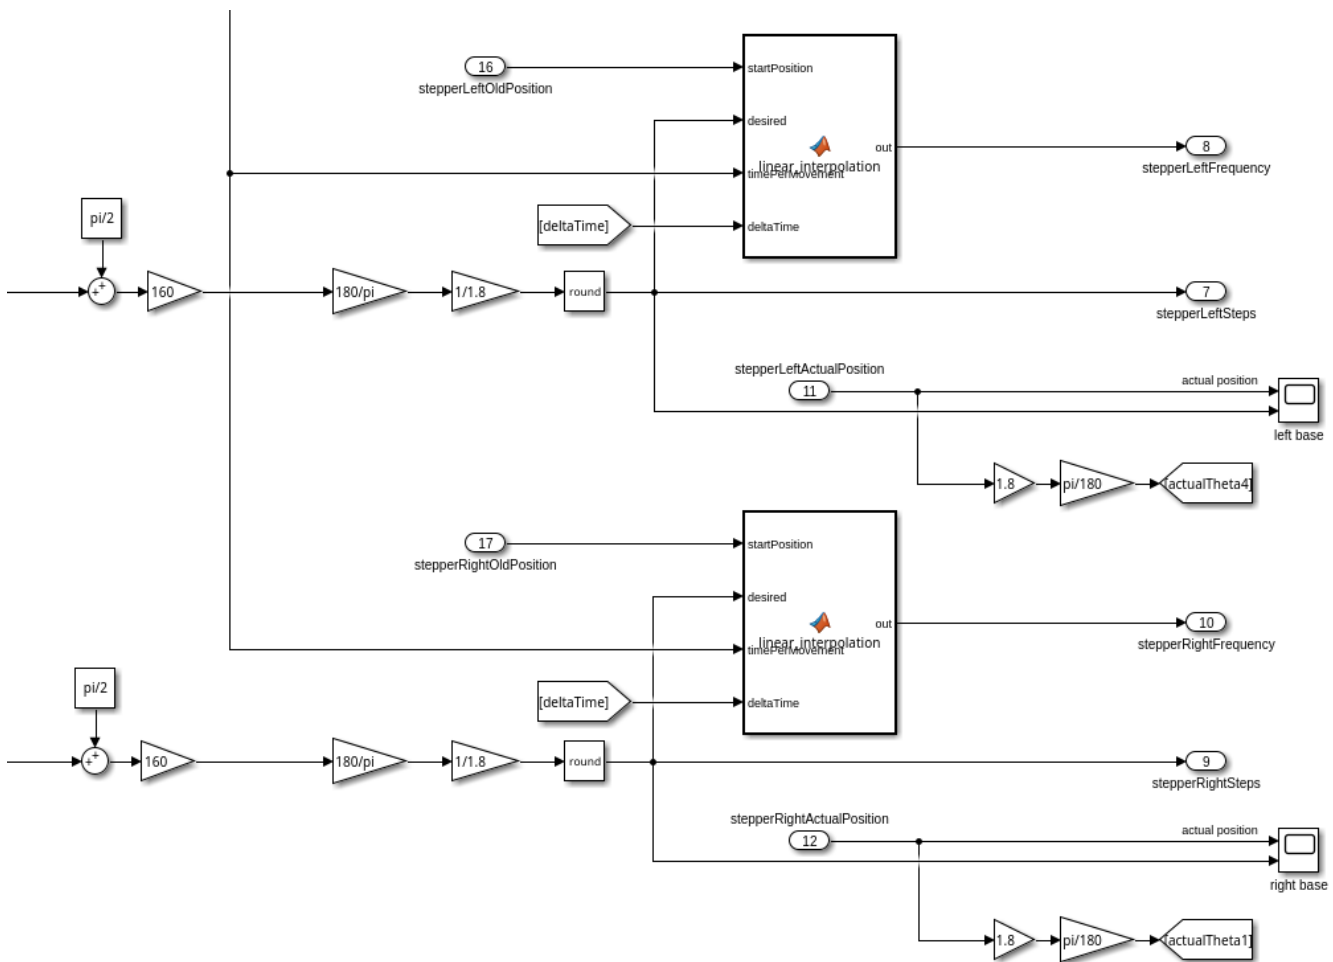 16
stepperLeftOldPosition
startPosition
desired
timePerMovement
deltaTime
linear_interpolation
out
8
stepperLeftFrequency
[deltaTime]
pi/2
++
160
180/pi
1/1.8
round
7
stepperLeftSteps
stepperLeftActualPosition
11
actual position
left base
1.8
pi/180
[actualTheta4]
17
stepperRightOldPosition
startPosition
desired
timePerMovement
deltaTime
linear_interpolation
out
10
stepperRightFrequency
[deltaTime]
pi/2
++
160
180/pi
1/1.8
round
9
stepperRightSteps
stepperRightActualPosition
12
actual position
right base
1.8
pi/180
[actualTheta1]